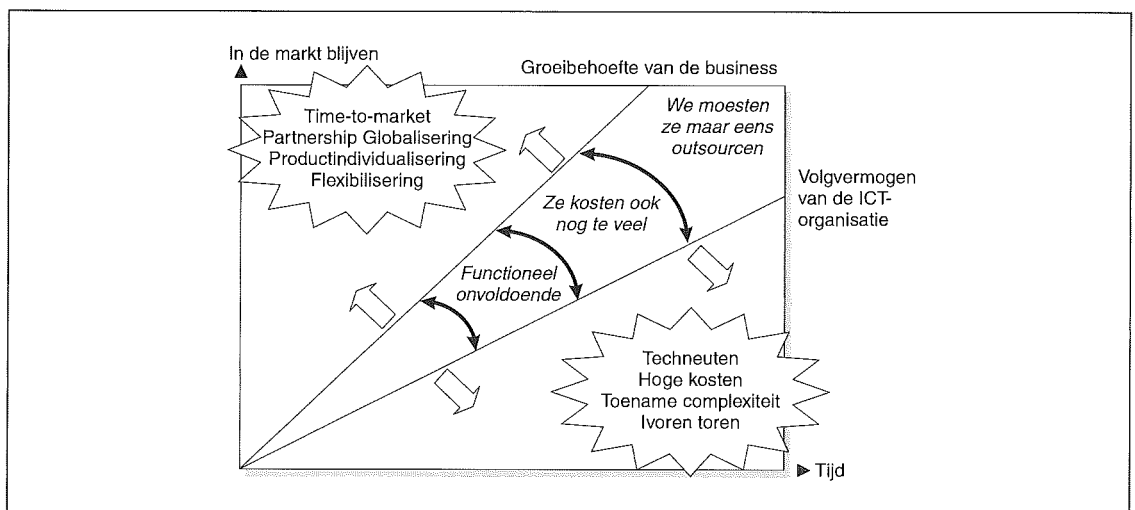 In de markt blijven
Groeibehoefte van de business
Time-to-market
Partnership Globalisering
Productindividualisering
Flexibilisering
We moesten
ze maar eens
outsourcen
Volgvermogen
van de ICT-
organisatie
Ze kosten ook
nog te veel
Functioneel
onvoldoende
Techneuten
Hoge kosten
Toename complexiteit
Ivoren toren
Tijd